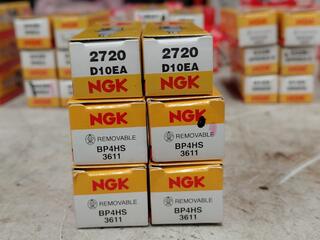 2720
D10EA
NGK
2720
D10EA
NGK
NGK
REMOVABLE
BP4HS
3611
NGK
REMOVABLE
BP4HS
3611
NGK
REMOVABLE
BP4HS
3611
NGK
REMOVABLE
BP4HS
3611